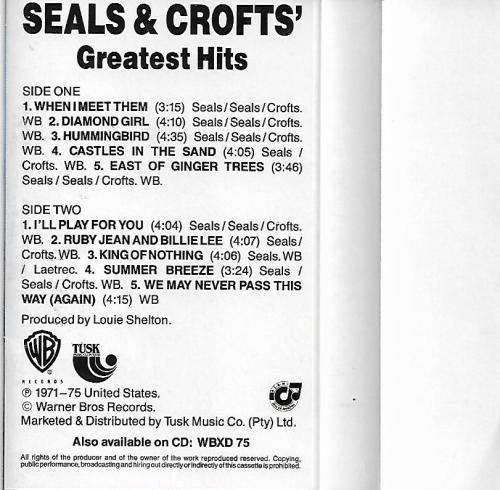 SEALS & CROFTS'
Greatest Hits
SIDE ONE
1. WHEN I MEET THEM (3:15) Seals/Seals/Crofts.
WB 2. DIAMOND GIRL (4:10) Seals/Seals/Crofts.
WB. 3. HUMMINGBIRD (4:35) Seals/Seals/Crofts.
WB. 4. CASTLES IN THE SAND (4:05) Seals /
Crofts. WB. 5. EAST OF GINGER TREES (3:46)
Seals / Seals / Crofts. WB.
SIDE TWO
1. I'LL PLAY FOR YOU (4:04) Seals/Seals/Crofts.
WB. 2. RUBY JEAN AND BILLIE LEE (4:07) Seals/
Crofts. WB. 3. KING OF NOTHING (4:06) Seals. WB
/ Laetrec. 4. SUMMER BREEZE (3:24) Seals /
Seals / Crofts. WB. 5. WE MAY NEVER PASS THIS
WAY (AGAIN) (4:15) WB
Produced by Louie Shelton.
WB TUSK
RECORDS
℗ 1971–75 United States.
© Warner Bros Records.
Marketed & Distributed by Tusk Music Co. (Pty) Ltd.
Also available on CD: WBXD 75
All rights of the producer and of the owner of the work reproduced reserved. Copying,
public performance, broadcasting and hiring out directly or indirectly of this cassette is prohibited.